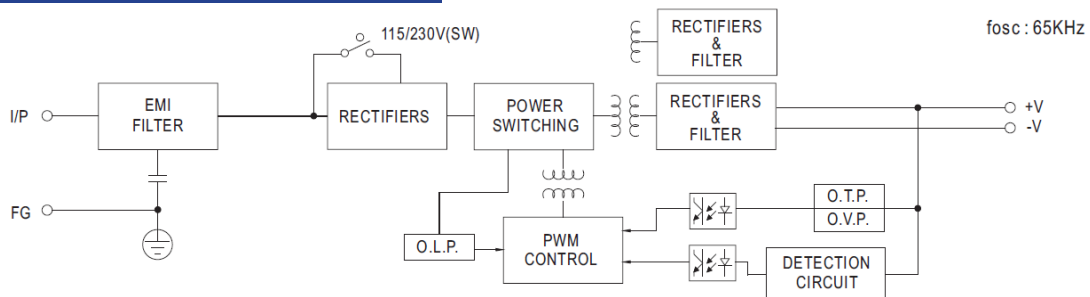 115/230V(SW)
RECTIFIERS
&
FILTER
fosc : 65KHz
I/P
EMI
FILTER
RECTIFIERS
POWER
SWITCHING
RECTIFIERS
&
FILTER
+V
-V
FG
O.L.P.
PWM
CONTROL
O.T.P.
O.V.P.
DETECTION
CIRCUIT